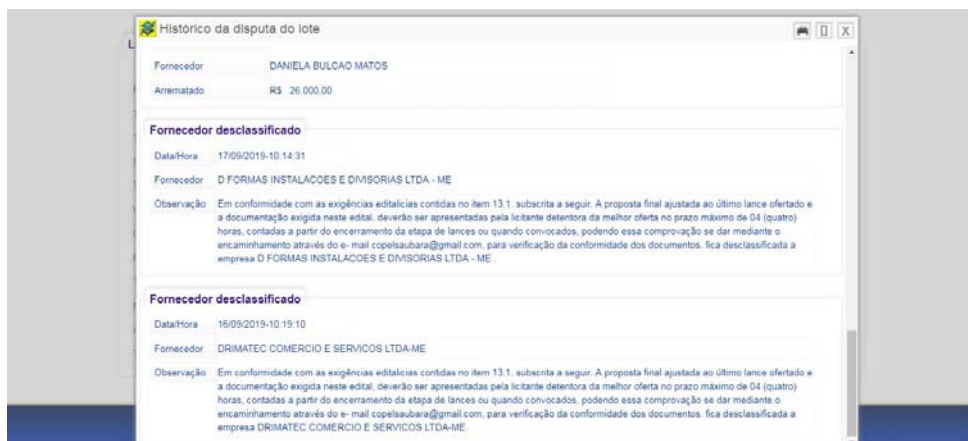 Histórico da disputa do lote
X
Fornecedor DANIELA BULCAO MATOS
Arrematado R$ 26.000,00
Fornecedor desclassificado
Data/Hora 17/09/2019-10:14:31
Fornecedor D FORMAS INSTALACOES E DIVISORIAS LTDA - ME
Observação Em conformidade com as exigências editalícias contidas no item 13.1. subscrita a seguir. A proposta final ajustada ao último lance ofertado e
a documentação exigida neste edital, deverão ser apresentadas pela licitante detentora da melhor oferta no prazo máximo de 04 (quatro)
horas, contadas a partir do encerramento da etapa de lances ou quando convocados, podendo essa comprovação se dar mediante o
encaminhamento através do e- mail copelsaubara@gmail.com, para verificação da conformidade dos documentos. fica desclassificada a
empresa D FORMAS INSTALACOES E DIVISORIAS LTDA - ME .
Fornecedor desclassificado
Data/Hora 16/09/2019-10:19:10
Fornecedor DRIMATEC COMERCIO E SERVICOS LTDA-ME
Observação Em conformidade com as exigências editalícias contidas no item 13.1. subscrita a seguir. A proposta final ajustada ao último lance ofertado e
a documentação exigida neste edital, deverão ser apresentadas pela licitante detentora da melhor oferta no prazo máximo de 04 (quatro)
horas, contadas a partir do encerramento da etapa de lances ou quando convocados, podendo essa comprovação se dar mediante o
encaminhamento através do e- mail copelsaubara@gmail.com, para verificação da conformidade dos documentos. fica desclassificada a
empresa DRIMATEC COMERCIO E SERVICOS LTDA-ME.